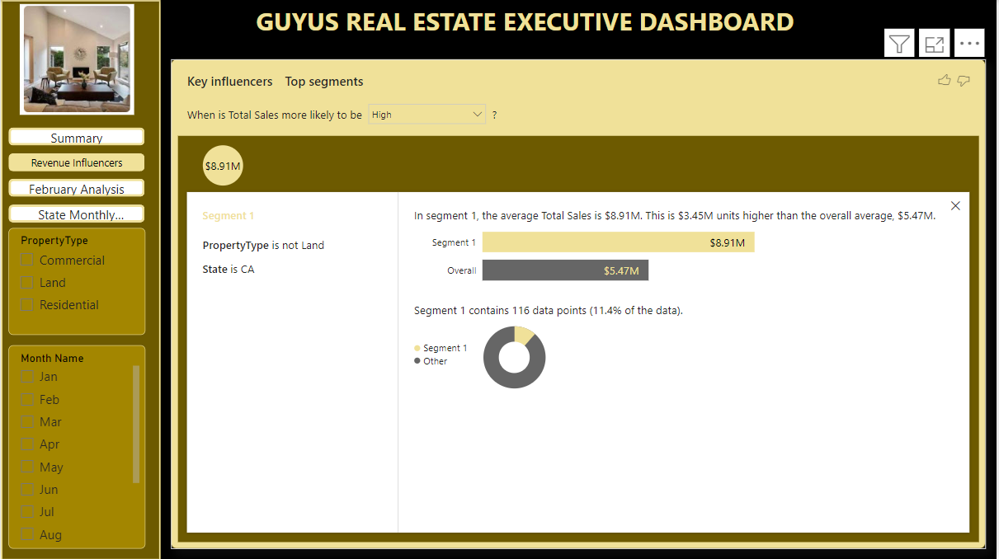 GUYUS REAL ESTATE EXECUTIVE DASHBOARD
Summary
Revenue Influencers
February Analysis
State Monthly...
PropertyType
Commercial
Land
Residential
Month Name
Jan
Feb
Mar
Apr
May
Jun
Jul
Aug
Key influencers Top segments
When is Total Sales more likely to be High ?
$8.91M
Segment 1
PropertyType is not Land
State is CA
In segment 1, the average Total Sales is $8.91M. This is $3.45M units higher than the overall average, $5.47M.
Segment 1 $8.91M
Overall $5.47M
Segment 1 contains 116 data points (11.4% of the data).
Segment 1
Other